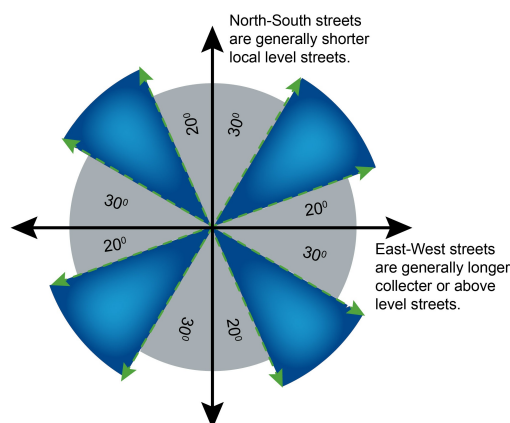 North-South streets
are generally shorter
local level streets.
20⁰
30⁰
30⁰
20⁰
20⁰
30⁰
East-West streets
are generally longer
collecter or above
level streets.
30⁰
20⁰